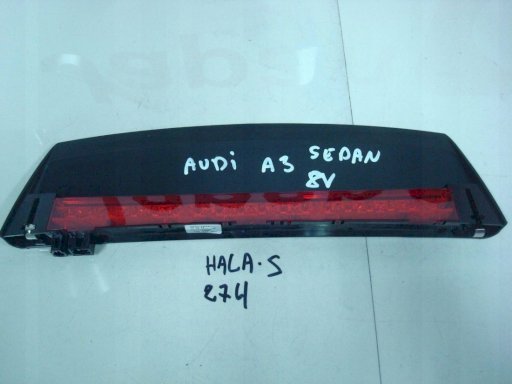 AUDI A3 SEDAN
8V
HALA-S
274